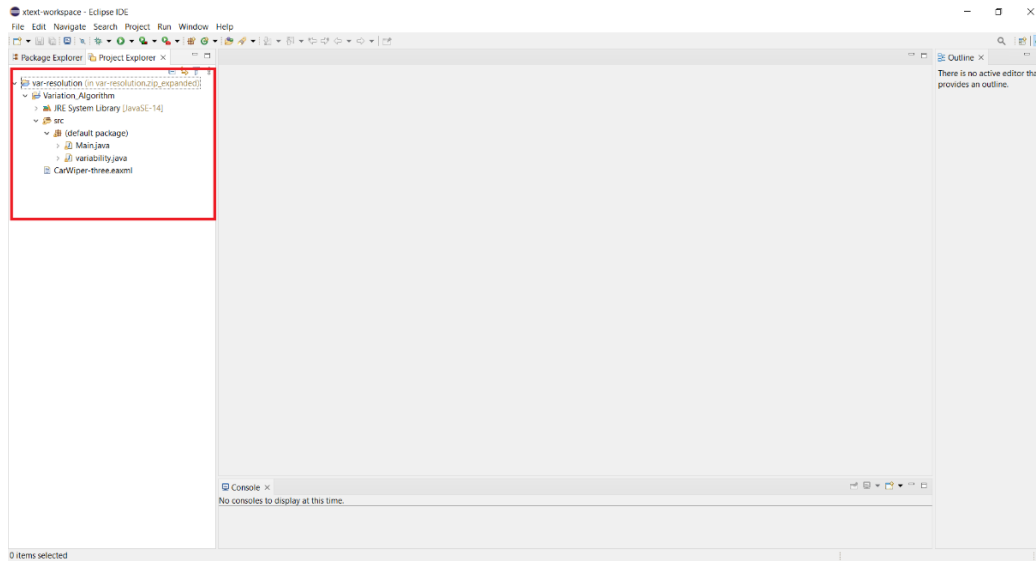 xtext-workspace - Eclipse IDE
File Edit Navigate Search Project Run Window Help
Package Explorer Project Explorer
Outline
var-resolution (in var-resolution.zip_expanded)
There is no active editor tha
provides an outline.
Variation_Algorithm
JRE System Library [JavaSE-14]
src
(default package)
Main.java
variability.java
CarWiper-three.eaxml
Console
No consoles to display at this time.
0 items selected